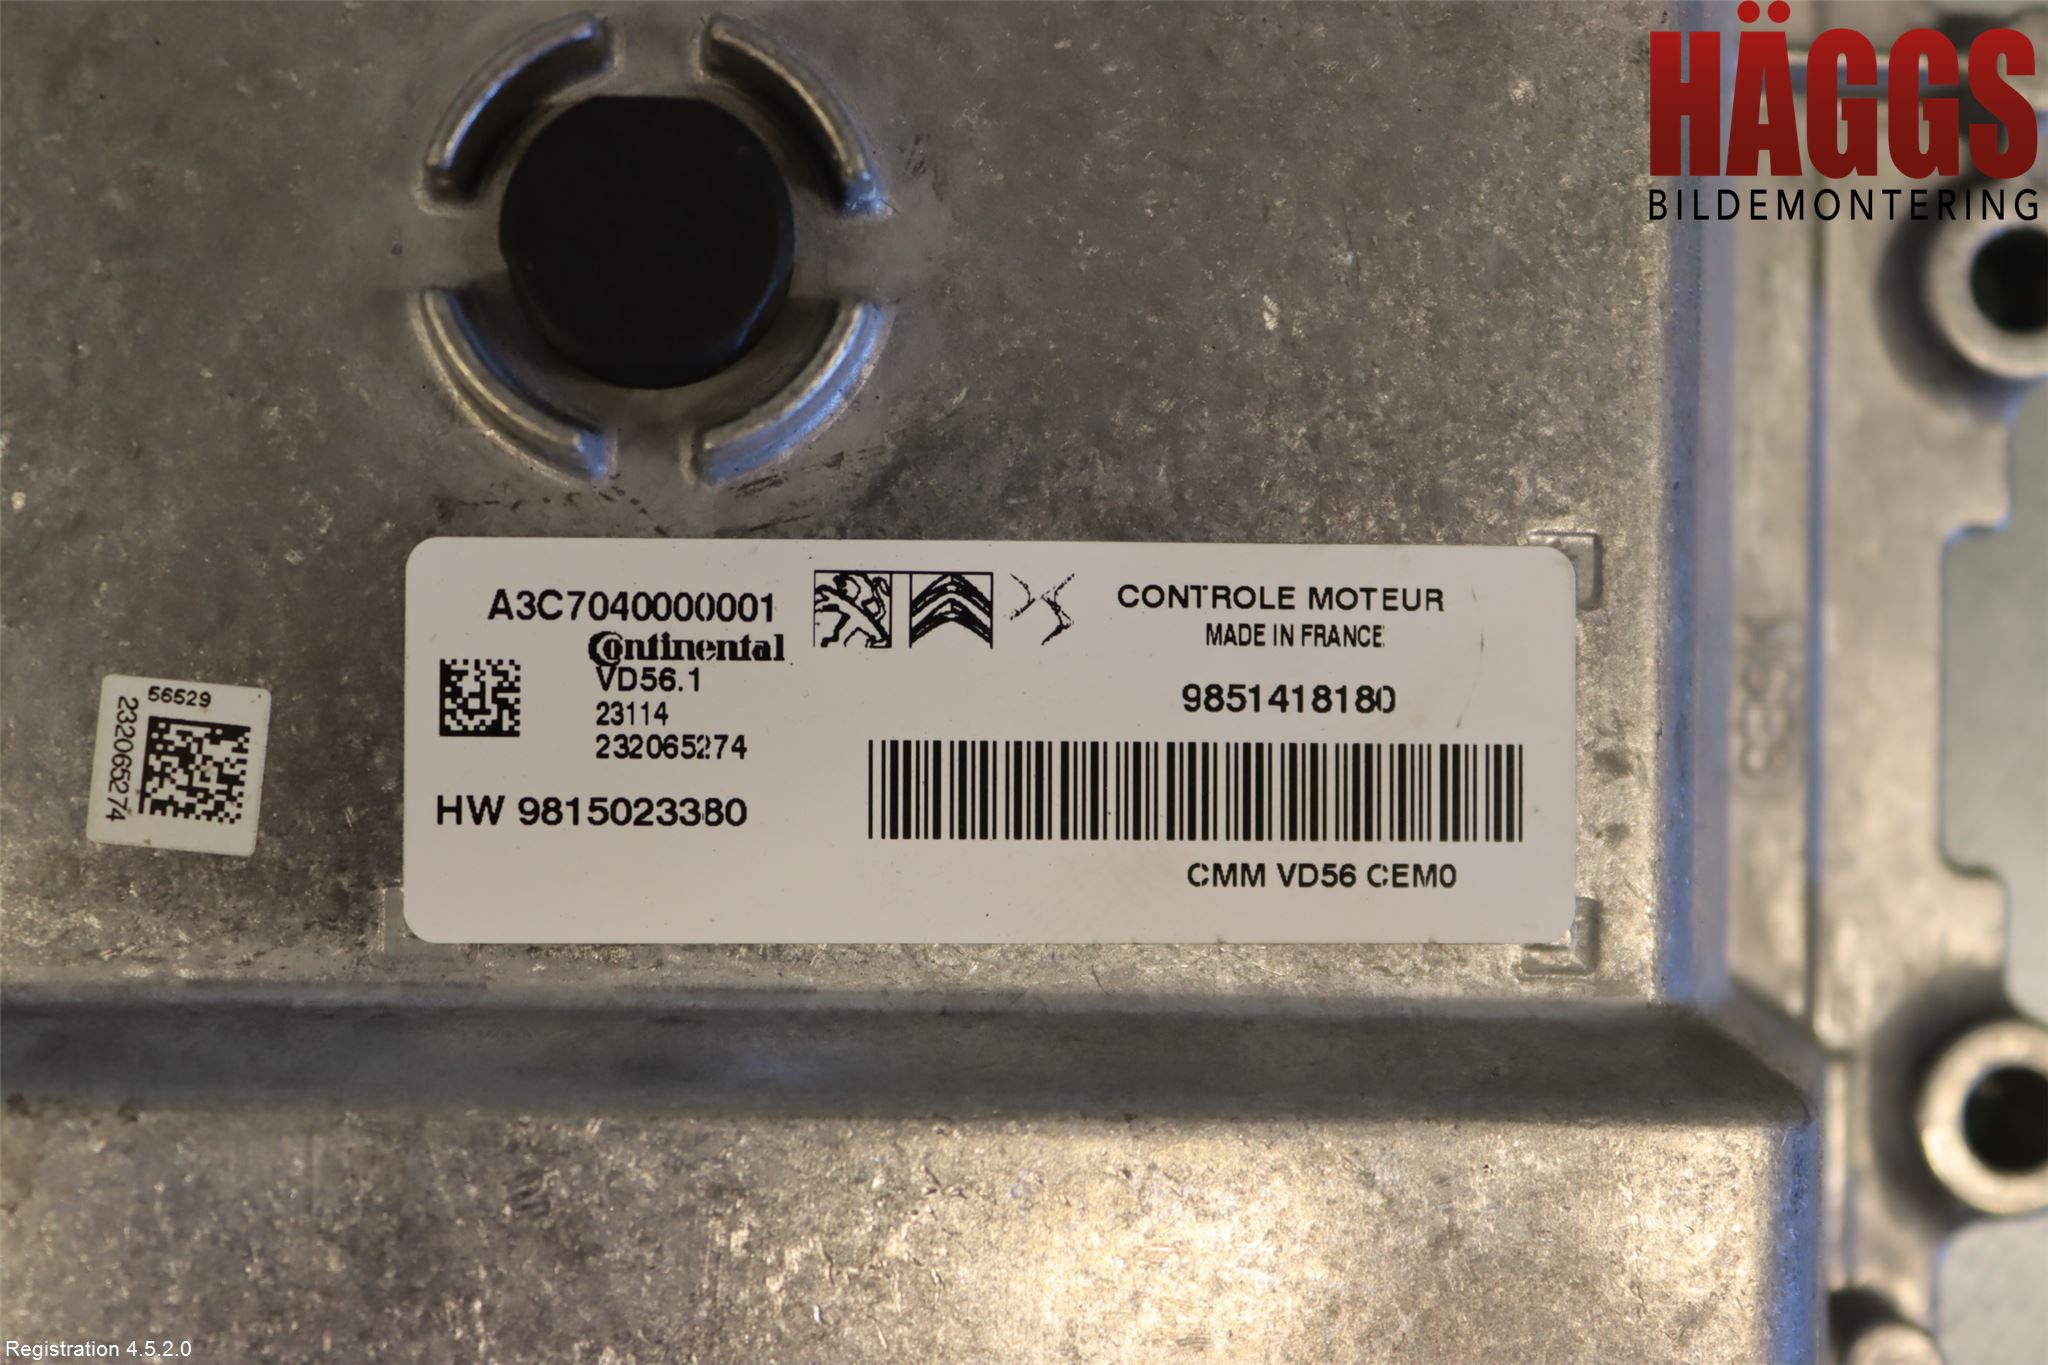 HÄGGS
BILDEMONTERING
A3C7040000001
Continental
VD56.1
23114
232065274
HW 9815023380
CONTROLE MOTEUR
MADE IN FRANCE
9851418180
CMM VD56 CEM0
56529
232065274
Registration 4.5.2.0